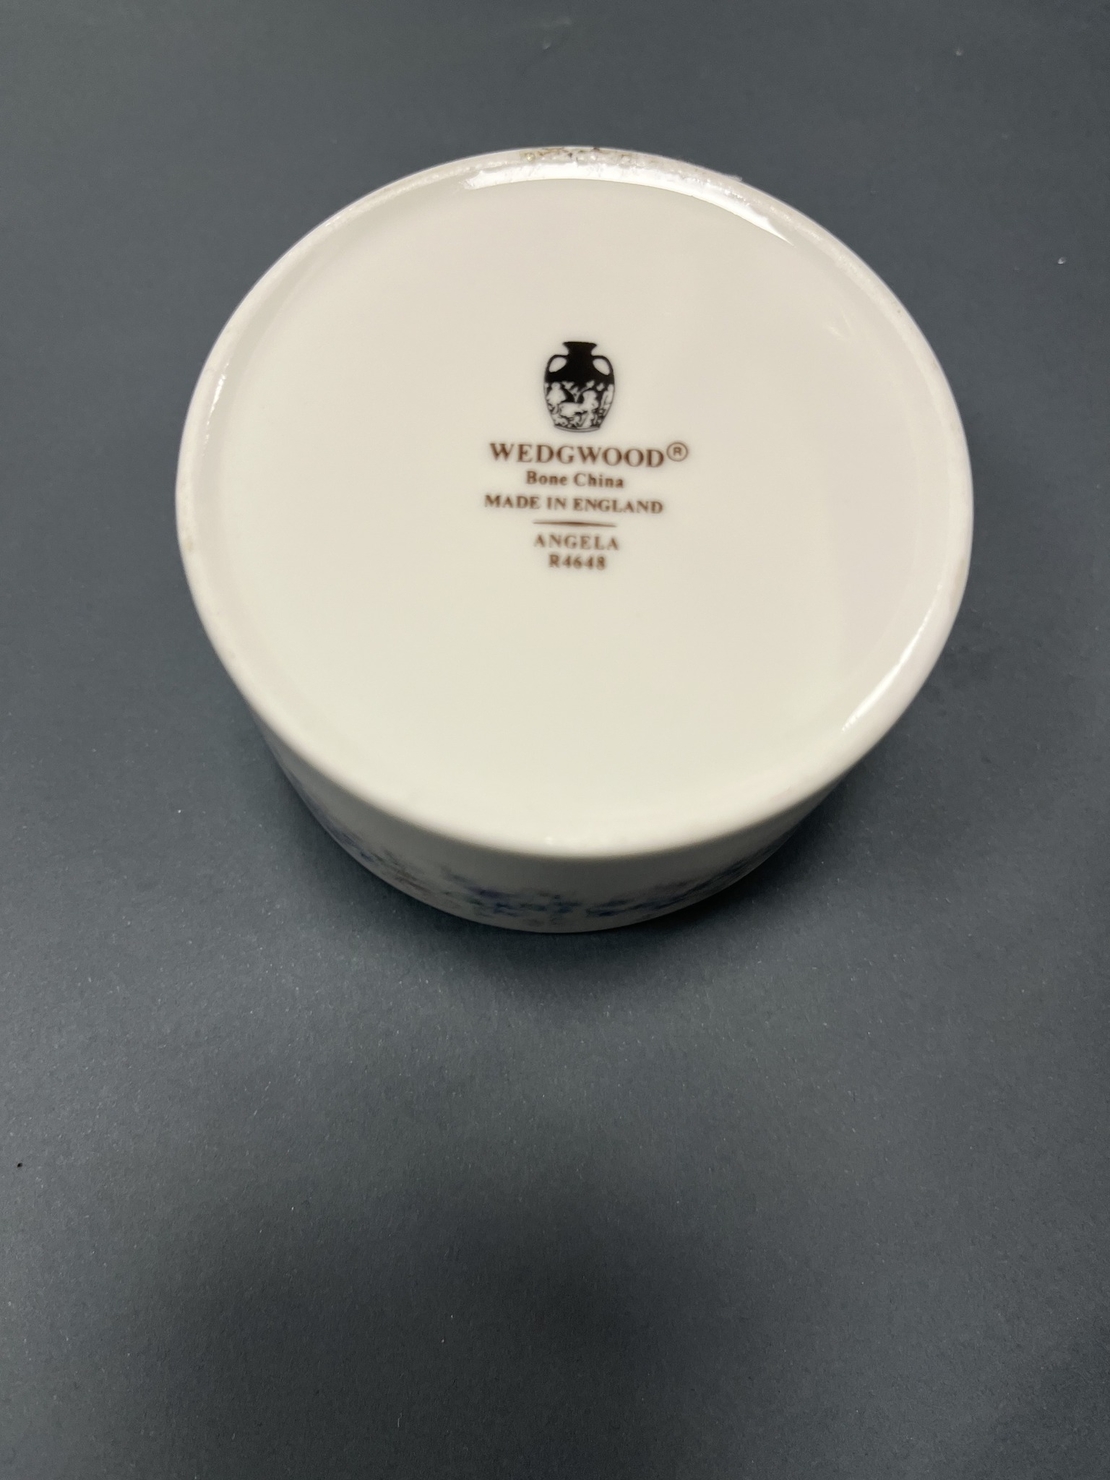 WEDGWOOD®
Bone China
MADE IN ENGLAND
ANGELA
R4648